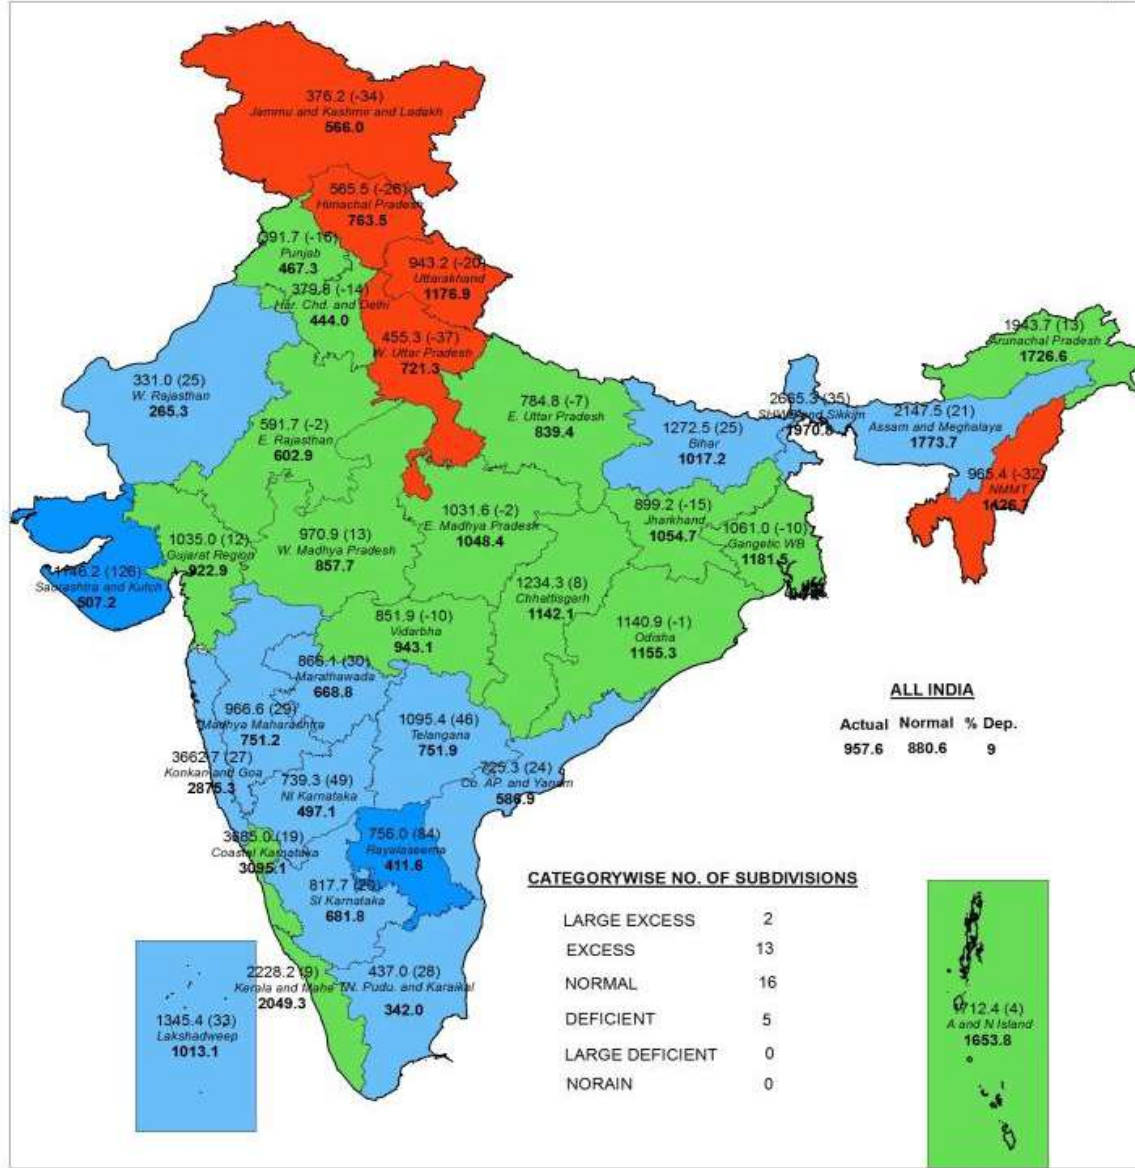 376.2 (-34)
Jammu and Kashmir and Ladakh
566.0
565.5 (-26)
Himachal Pradesh
763.5
391.7 (-16)
Punjab
467.3
943.2 (-20)
Uttarakhand
1176.9
379.8 (-14)
Har. Chd. and Delhi
444.0
455.3 (-37)
W. Uttar Pradesh
721.3
1943.7 (13)
Arunachal Pradesh
1726.6
331.0 (25)
W. Rajasthan
265.3
784.8 (-7)
E. Uttar Pradesh
839.4
2665.3 (35)
SHWB and Sikkim
1970.8
2147.5 (21)
Assam and Meghalaya
1773.7
591.7 (-2)
E. Rajasthan
602.9
1272.5 (25)
Bihar
1017.2
965.4 (-32)
NMMT
1035.0 (12)
Gujarat Region
922.9
970.9 (13)
W. Madhya Pradesh
857.7
1031.6 (-2)
E. Madhya Pradesh
1048.4
899.2 (-15)
Jharkhand
1054.7
1061.0 (-10)
Gangetic WB
1181.5
1146.2 (126)
Saurashtra and Kutch
507.2
1234.3 (8)
Chhattisgarh
1142.1
851.9 (-10)
Vidarbha
943.1
1140.9 (-1)
Odisha
1155.3
866.1 (30)
Marathawada
668.8
966.6 (29)
Madhya Maharashtra
751.2
1095.4 (46)
Telangana
751.9
ALL INDIA
Actual Normal % Dep.
957.6 880.6 9
3662.7 (27)
Konkan and Goa
2875.3
739.3 (49)
NI Karnataka
497.1
725.3 (24)
Co. AP. and Yanam
586.9
3685.0 (19)
Coastal Karnataka
3095.1
756.0 (84)
Rayalaseema
411.6
817.7 (20)
SI Karnataka
681.8
CATEGORYWISE NO. OF SUBDIVISIONS
LARGE EXCESS 2
EXCESS 13
NORMAL 16
DEFICIENT 5
LARGE DEFICIENT 0
NORAIN 0
2228.2 (9)
Kerala and Mahe
2049.3
437.0 (28)
TN. Pudu. and Karaikal
342.0
1345.4 (33)
Lakshadweep
1013.1
1712.4 (4)
A and N Island
1653.8